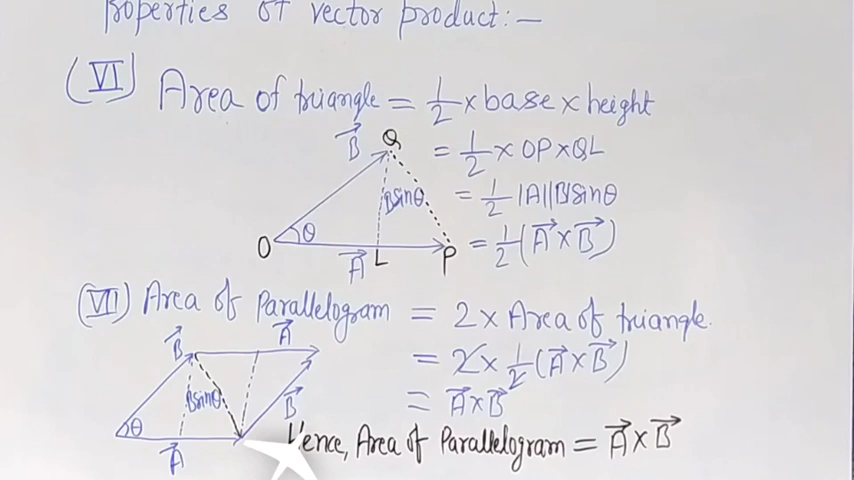 Properties of vector product:-
(VI) Area of triangle = 1/2 × base × height
= 1/2 × OP × QL
= 1/2 |A||B|sinθ
= 1/2 (A⃗ × B⃗)
B⃗ Q
Bsinθ
O θ
A⃗ L P
(VII) Area of Parallelogram = 2 × Area of triangle.
= 2 × 1/2 (A⃗ × B⃗)
= A⃗ × B⃗
B⃗ A⃗
Bsinθ
θ B⃗
A⃗
Hence, Area of Parallelogram = A⃗ × B⃗